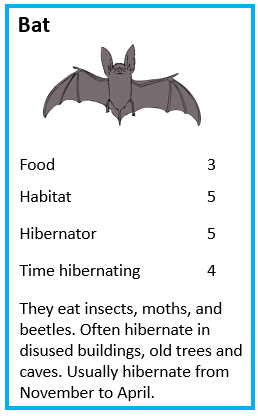 Bat
Food 3
Habitat 5
Hibernator 5
Time hibernating 4
They eat insects, moths, and
beetles. Often hibernate in
disused buildings, old trees and
caves. Usually hibernate from
November to April.